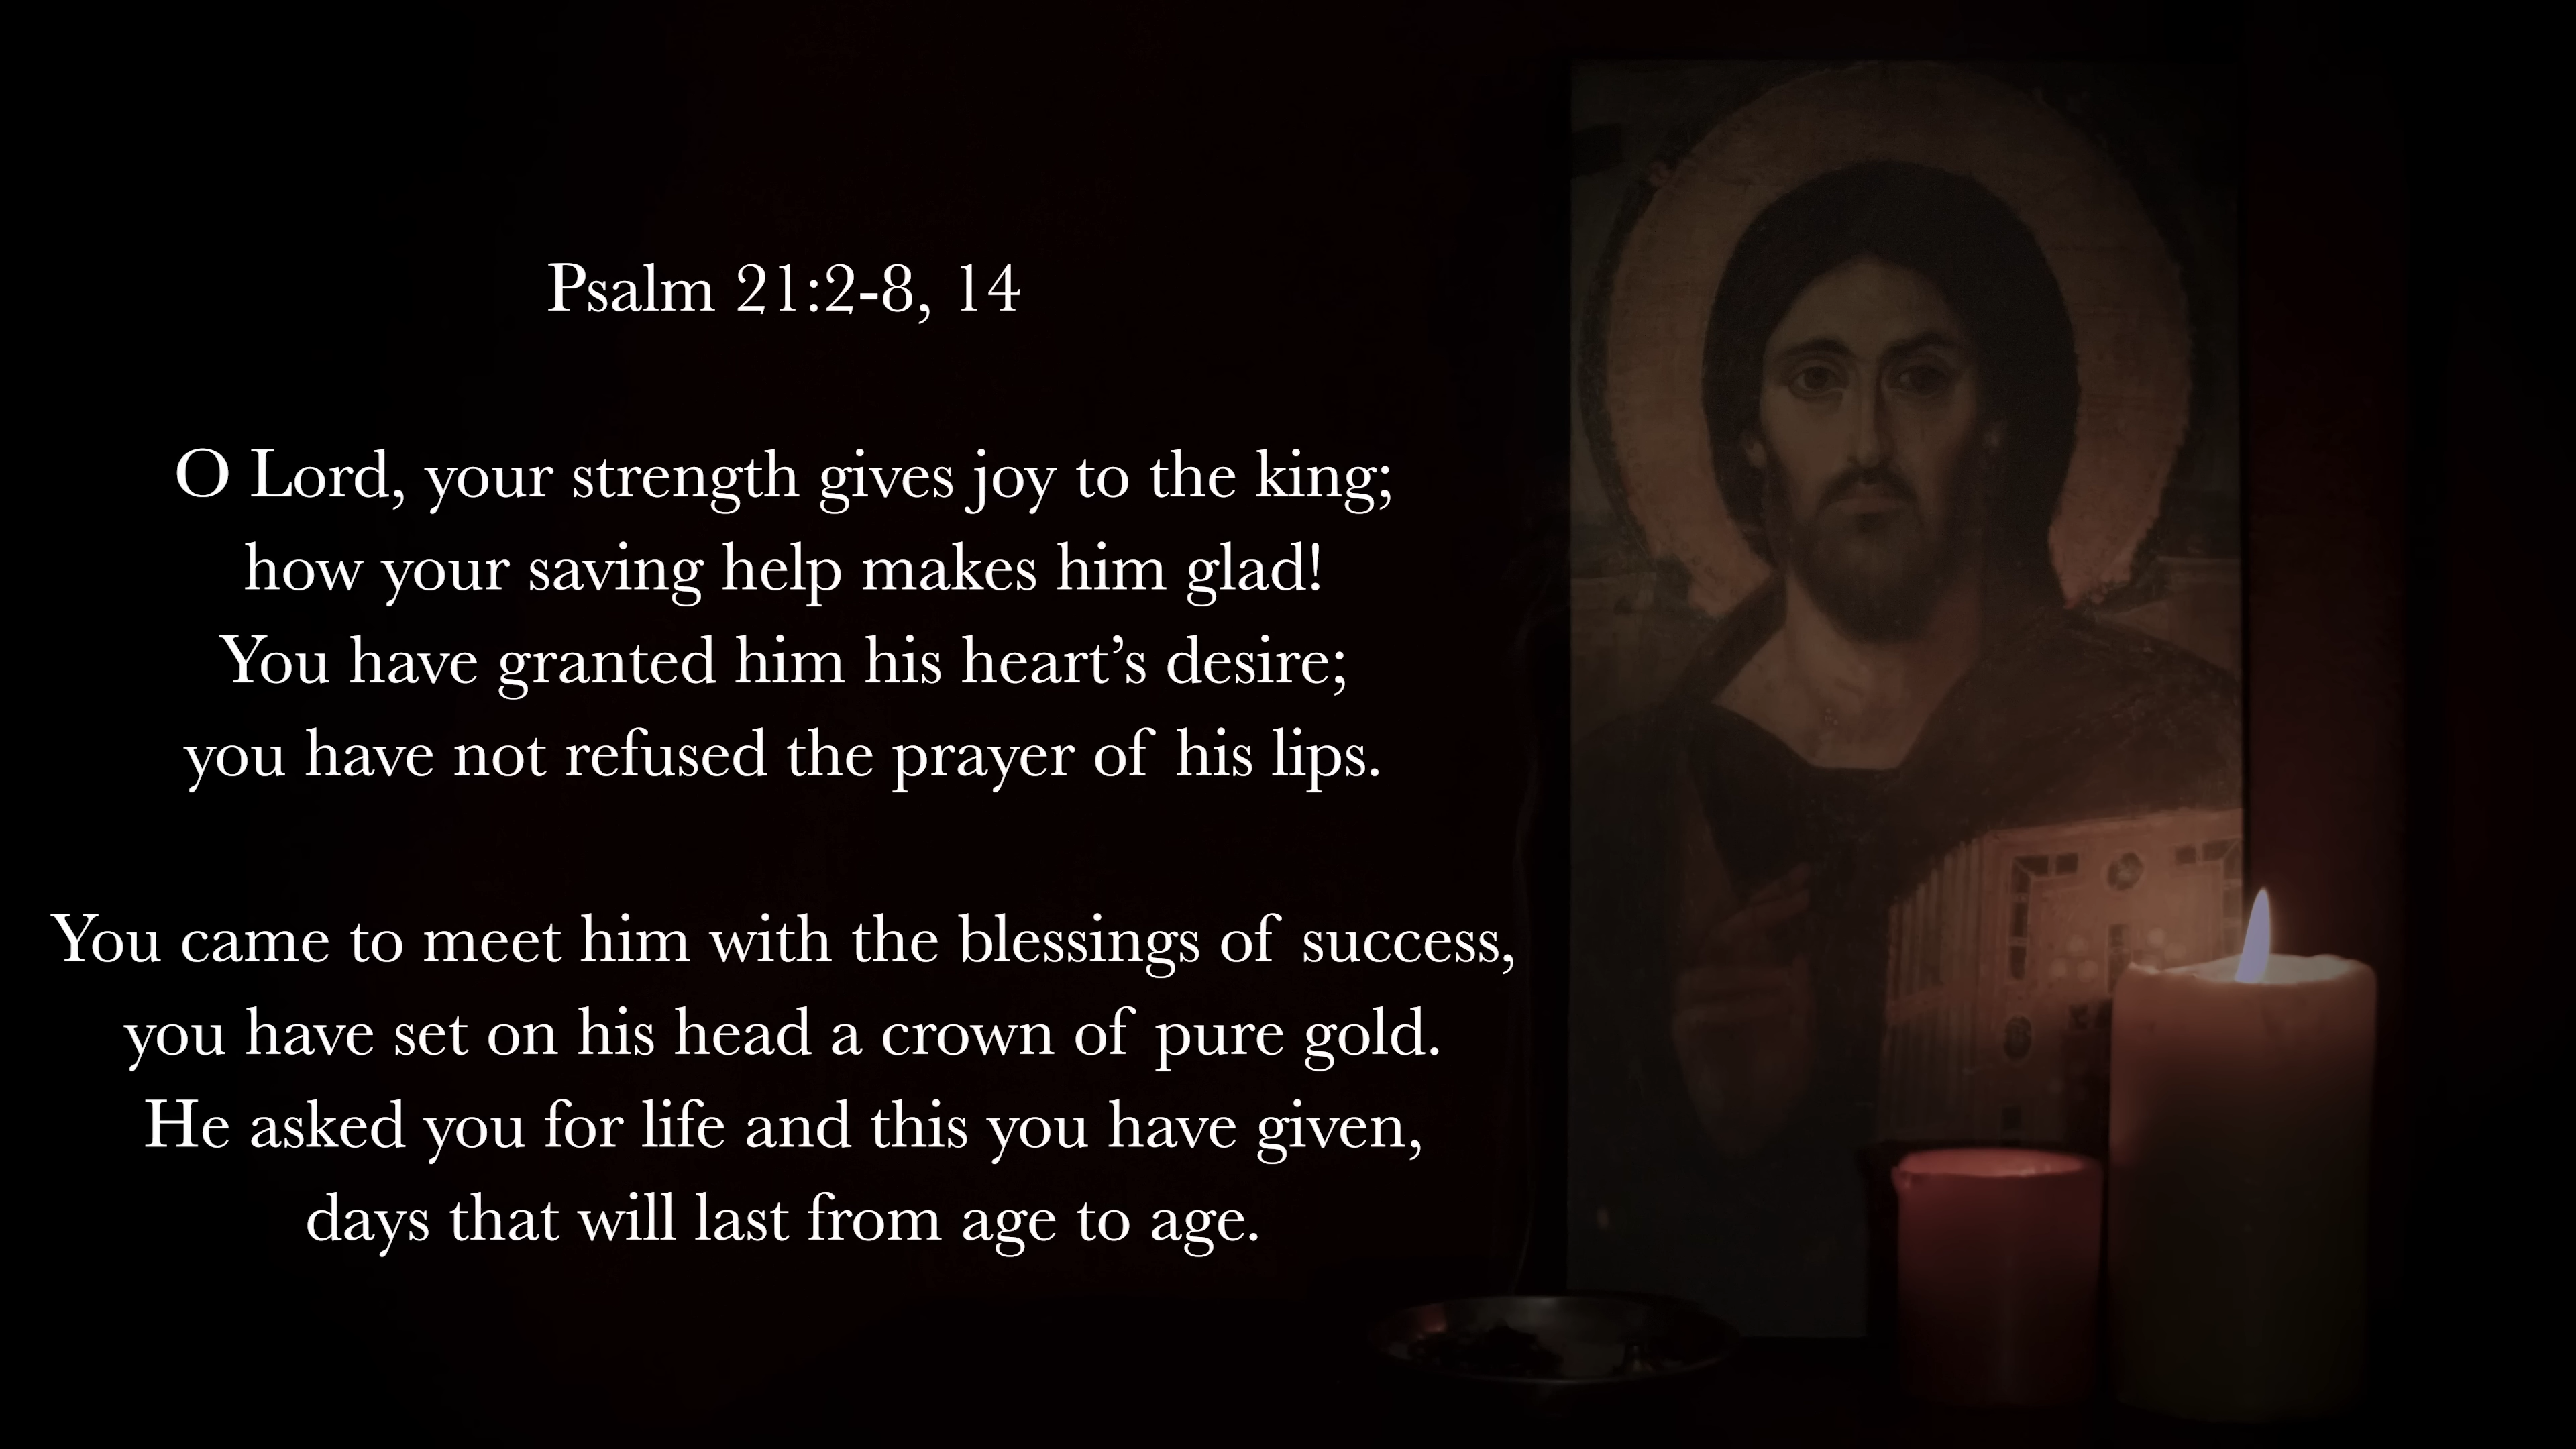 Psalm 21:2-8, 14
O Lord, your strength gives joy to the king;
how your saving help makes him glad!
You have granted him his heart’s desire;
you have not refused the prayer of his lips.
You came to meet him with the blessings of success,
you have set on his head a crown of pure gold.
He asked you for life and this you have given,
days that will last from age to age.